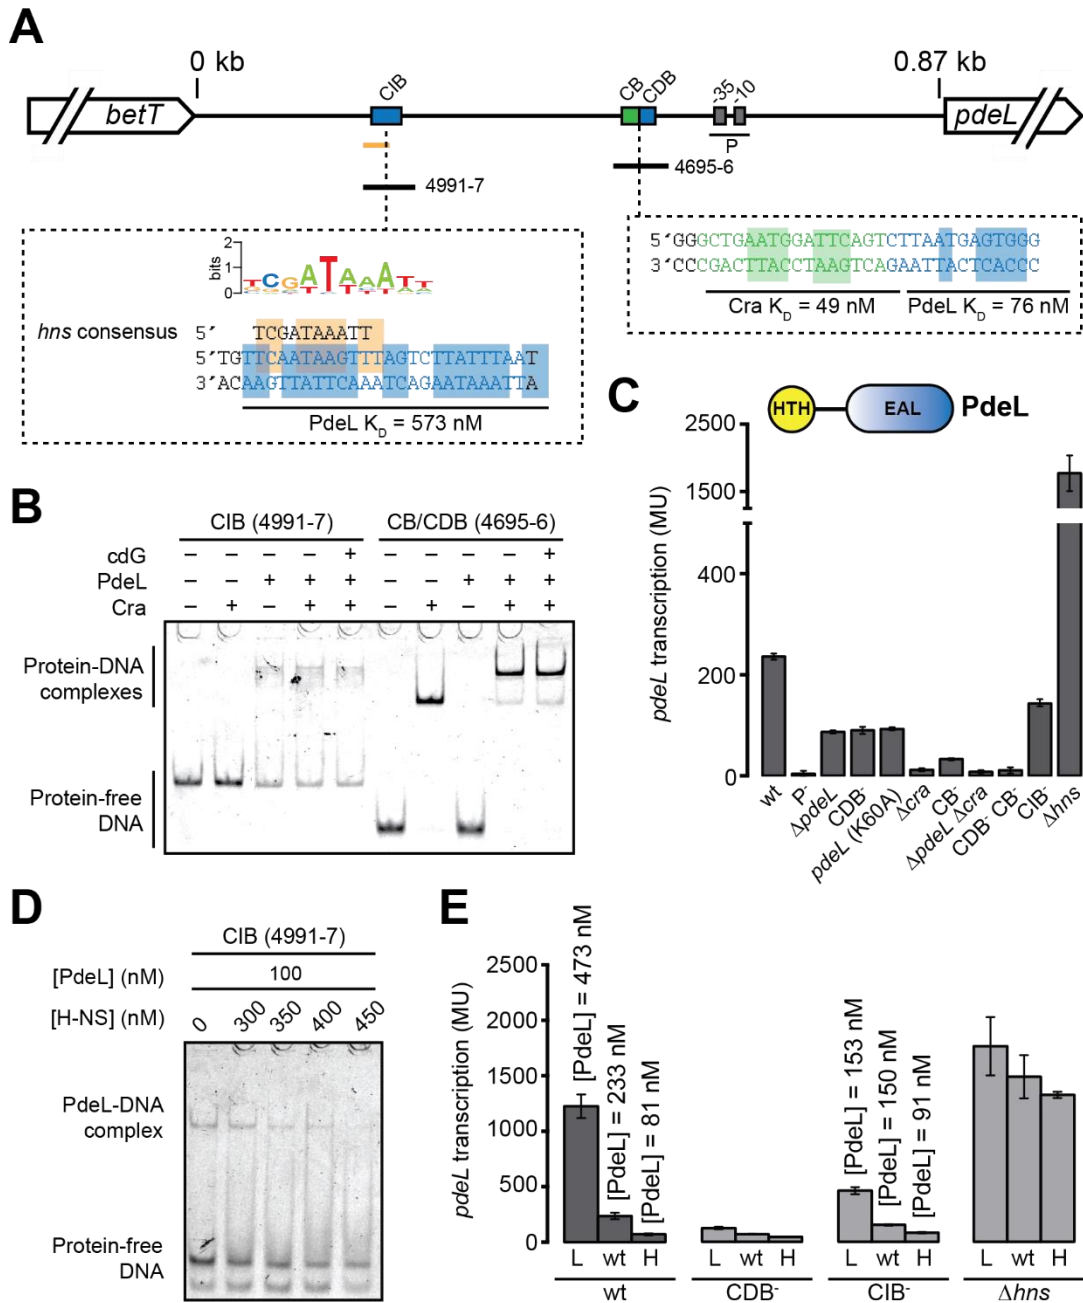 A
0 kb
0.87 kb
betT
CIB
CB
CDB
-35
-10
pdeL
P
4991-7
4695-6
2
1
0
bits
TCGATAAATT
hns consensus
5´ TCGATAAATT
5´TGTTCAATAAGTTTAGTCTTATTTAAT
3´ACAAGTTATTCAAATCAGAATAAATTA
PdeL KD = 573 nM
5´GGGCTGAATGGATTCAGTCTTAATGAGTGGG
3´CCCGACTTACCTAAGTCAGAATTACTCACCC
Cra KD = 49 nM
PdeL KD = 76 nM
B
CIB (4991-7)
CB/CDB (4695-6)
cdG – – – – + – – – – +
PdeL – – + + + – – + + +
Cra – + – + + – + – + +
Protein-DNA
complexes
Protein-free
DNA
C
HTH
EAL
PdeL
pdeL transcription (MU)
2500
1500
400
200
0
wt
P-
ΔpdeL
CDB-
pdeL (K60A)
Δcra
CB-
ΔpdeL Δcra
CDB- CB-
CIB-
Δhns
D
CIB (4991-7)
[PdeL] (nM) 100
[H-NS] (nM) 0 300 350 400 450
PdeL-DNA
complex
Protein-free
DNA
E
pdeL transcription (MU)
2500
2000
1500
1000
500
0
[PdeL] = 473 nM
[PdeL] = 233 nM
[PdeL] = 81 nM
[PdeL] = 153 nM
[PdeL] = 150 nM
[PdeL] = 91 nM
L wt H L wt H L wt H L wt H
wt CDB- CIB- Δhns